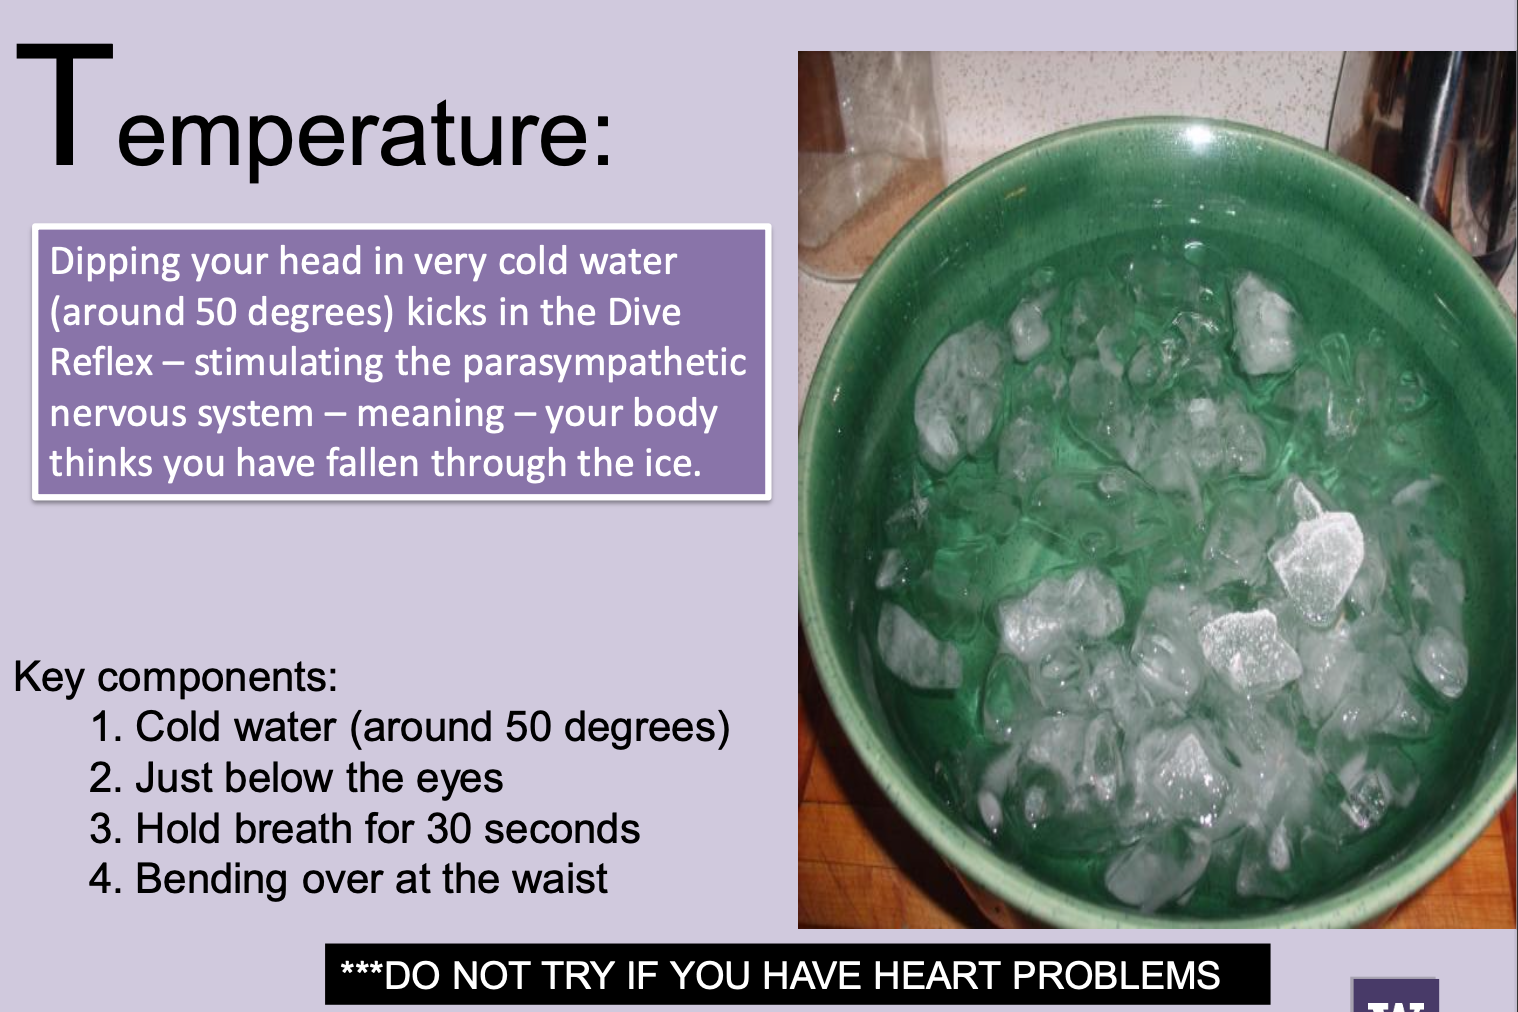 Temperature:
Dipping your head in very cold water
(around 50 degrees) kicks in the Dive
Reflex – stimulating the parasympathetic
nervous system – meaning – your body
thinks you have fallen through the ice.
Key components:
1. Cold water (around 50 degrees)
2. Just below the eyes
3. Hold breath for 30 seconds
4. Bending over at the waist
***DO NOT TRY IF YOU HAVE HEART PROBLEMS
W